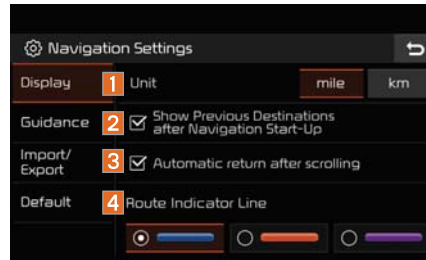 Navigation Settings
Display
1 Unit
mile
km
Guidance
2 Show Previous Destinations
after Navigation Start-Up
Import/
Export
3 Automatic return after scrolling
Default
4 Route Indicator Line